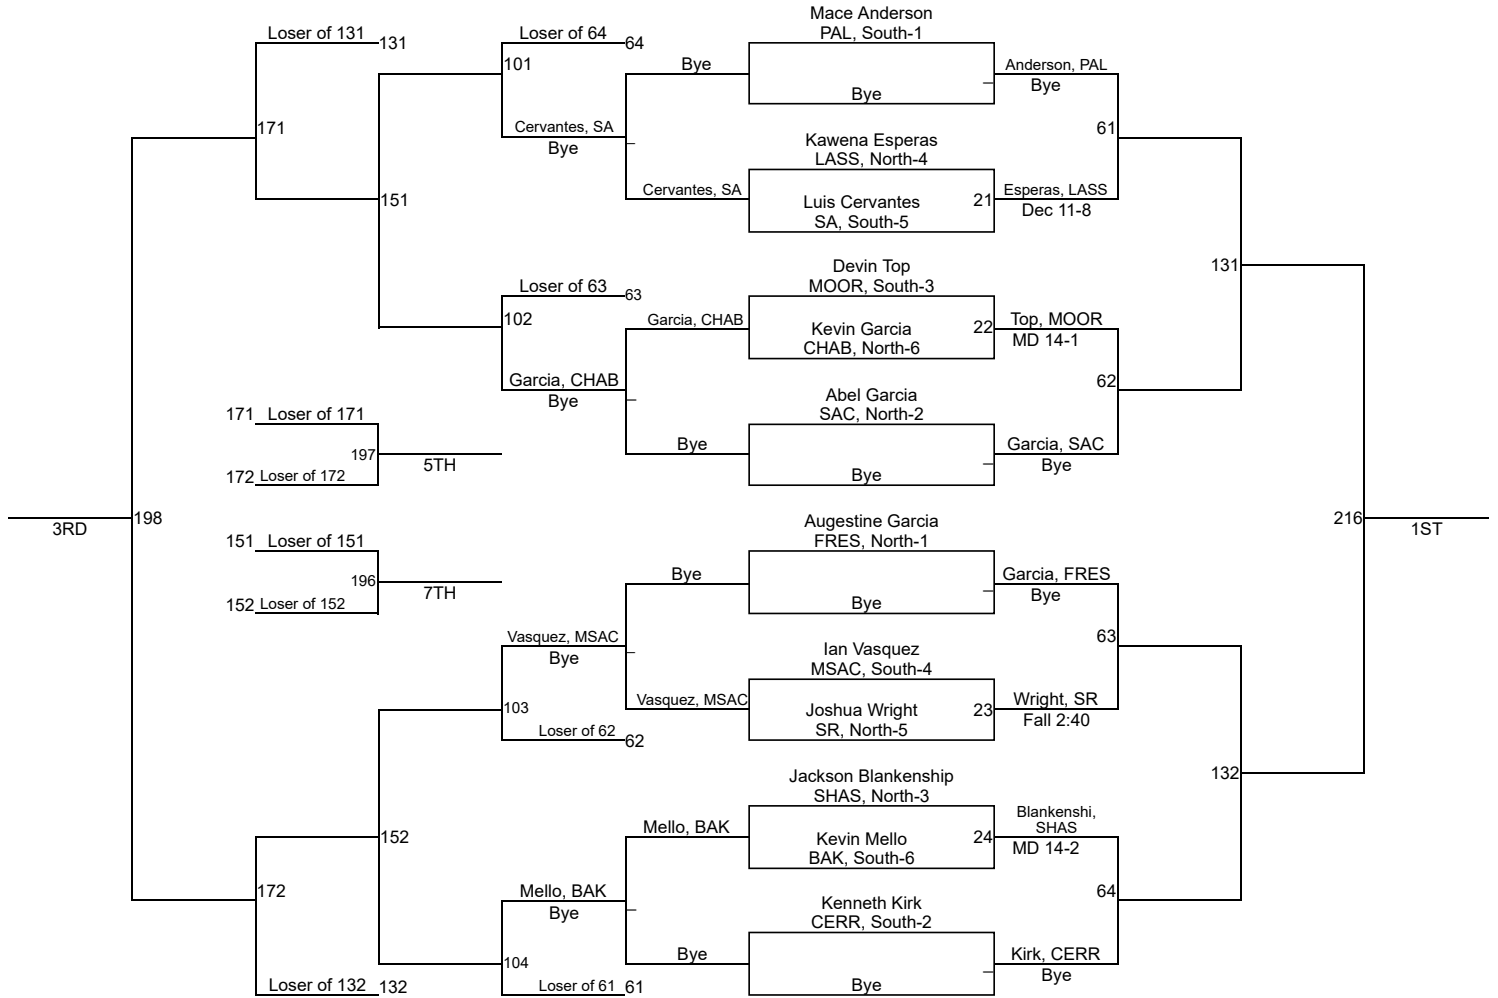 Mace Anderson
PAL, South-1
Loser of 131
131
Loser of 64
64
101
Bye
Anderson, PAL
Bye
Bye
171
Cervantes, SA
Bye
61
Kawena Esperas
LASS, North-4
Cervantes, SA
Luis Cervantes
SA, South-5
21
Esperas, LASS
Dec 11-8
151
131
Devin Top
MOOR, South-3
Loser of 63
63
102
Garcia, CHAB
Kevin Garcia
CHAB, North-6
22
Top, MOOR
MD 14-1
Garcia, CHAB
Bye
62
Abel Garcia
SAC, North-2
171
Loser of 171
197
5TH
172
Loser of 172
Bye
Bye
Garcia, SAC
Bye
3RD
198
216
1ST
Augestine Garcia
FRES, North-1
151
Loser of 151
196
7TH
152
Loser of 152
Bye
Bye
Garcia, FRES
Bye
Vasquez, MSAC
Bye
63
Ian Vasquez
MSAC, South-4
Vasquez, MSAC
Joshua Wright
SR, North-5
23
Wright, SR
Fall 2:40
103
Loser of 62
62
132
Jackson Blankenship
SHAS, North-3
Mello, BAK
Kevin Mello
BAK, South-6
24
Blankenshi,
SHAS
MD 14-2
152
172
Mello, BAK
Bye
64
Kenneth Kirk
CERR, South-2
104
Bye
Bye
Kirk, CERR
Bye
Loser of 132
132
Loser of 61
61